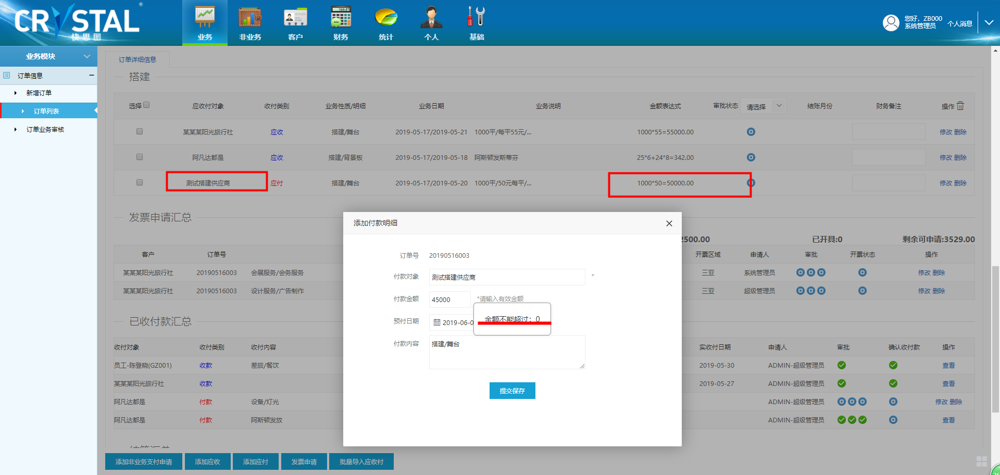 CRYSTAL
®
快思图
业务
非业务
客户
财务
统计
个人
基础
您好，ZB000
系统管理员
个人消息
业务模块
订单信息
新增订单
订单列表
订单业务审核
订单详细信息
搭建
选择 应收付对象 收付类别 业务性质/明细 业务日期 业务说明 金额表达式 审批状态 请选择 结账月份 财务备注 操作
某某某阳光旅行社 应收 搭建/舞台 2019-05-17/2019-05-21 1000平/每平55元/... 1000*55=55000.00 修改 删除
阿凡达都是 应收 搭建/背景板 2019-05-17/2019-05-18 阿斯顿发斯蒂芬 25*6+24*8=342.00 修改 删除
测试搭建供应商 应付 搭建/舞台 2019-05-17/2019-05-20 1000平/50元每平/... 1000*50=50000.00 修改 删除
发票申请汇总
2500.00 已开具:0 剩余可申请:3529.00
客户 订单号 开票区域 申请人 审批 开票状态 操作
某某某阳光旅行社 20190516003 会展服务/会务服务 三亚 系统管理员 修改 删除
某某某阳光旅行社 20190516003 设计服务/广告制作 三亚 超级管理员 修改 删除
已收付款汇总
收付对象 收付类别 收付内容 实收付日期 申请人 审批 确认收付款 操作
员工-陈登晓(GZ001) 收款 差旅/餐饮 2019-05-30 ADMIN-超级管理员 查看
某某某阳光旅行社 收款 2019-05-27 ADMIN-超级管理员 查看
阿凡达都是 付款 设备/灯光 ADMIN-超级管理员 修改 删除
阿凡达都是 付款 阿斯顿发放 ADMIN-超级管理员 查看
添加付款明细
订单号 20190516003
付款对象 测试搭建供应商 *
付款金额 45000 *请输入有效金额
金额不能超过：0
预付日期 2019-06-0
付款内容 搭建/舞台
提交保存
添加非业务支付申请 添加应收 添加应付 发票申请 批量导入应收付